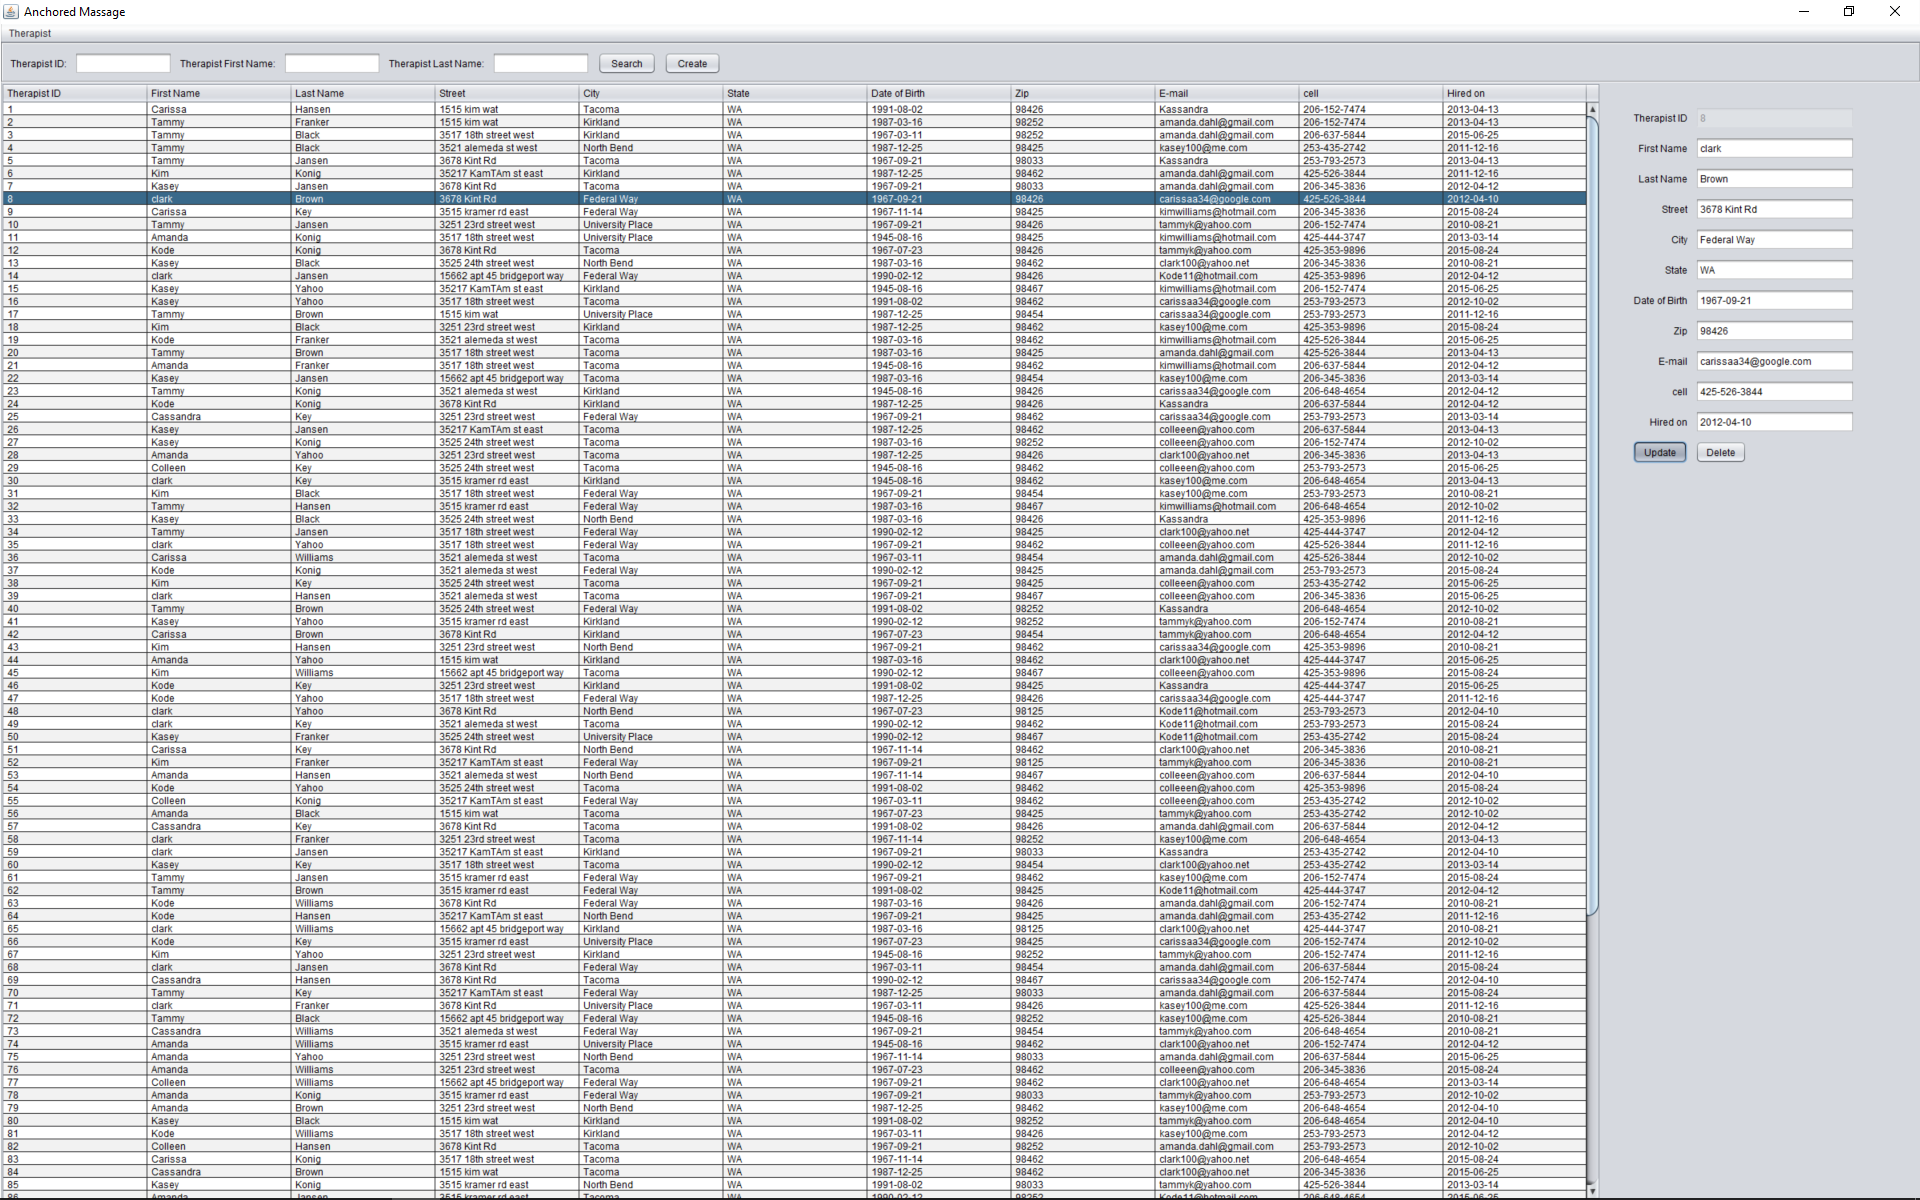 Anchored Massage
Therapist
Therapist ID: Therapist First Name: Therapist Last Name: Search Create
Therapist ID First Name Last Name Street City State Date of Birth Zip E-mail cell Hired on
1 Carissa Hansen 1515 kim wat Tacoma WA 1991-08-02 98426 Kassandra 206-152-7474 2013-04-13
2 Tammy Franker 1515 kim wat Kirkland WA 1987-03-16 98252 amanda.dahl@gmail.com 206-152-7474 2013-04-13
3 Tammy Black 3517 18th street west Kirkland WA 1967-03-11 98252 amanda.dahl@gmail.com 206-637-5844 2015-06-25
4 Tammy Black 3521 alemeda st west North Bend WA 1987-12-25 98425 kasey100@me.com 253-435-2742 2011-12-16
5 Tammy Jansen 3678 Kint Rd Tacoma WA 1967-09-21 98033 Kassandra 253-793-2573 2013-04-13
6 Kim Konig 35217 KamTAm st east Kirkland WA 1987-12-25 98462 amanda.dahl@gmail.com 425-526-3844 2011-12-16
7 Kasey Jansen 3678 Kint Rd Tacoma WA 1967-09-21 98033 amanda.dahl@gmail.com 206-345-3836 2012-04-12
8 clark Brown 3678 Kint Rd Federal Way WA 1967-09-21 98426 carissaa34@google.com 425-526-3844 2012-04-10
9 Carissa Key 3515 kramer rd east Federal Way WA 1967-11-14 98425 kimwilliams@hotmail.com 206-345-3836 2015-08-24
10 Tammy Jansen 3251 23rd street west University Place WA 1967-09-21 98426 tammyk@yahoo.com 206-152-7474 2010-08-21
11 Amanda Konig 3517 18th street west University Place WA 1945-08-16 98425 kimwilliams@hotmail.com 425-444-3747 2013-03-14
12 Kode Konig 3678 Kint Rd Tacoma WA 1967-07-23 98426 tammyk@yahoo.com 425-353-9896 2015-08-24
13 Kasey Black 3525 24th street west North Bend WA 1945-08-16 98462 clark100@yahoo.net 206-345-3836 2010-08-21
14 clark Jansen 15662 apt 45 bridgeport way Federal Way WA 1990-02-12 98426 Kode11@hotmail.com 425-353-9896 2012-04-12
15 Kasey Yahoo 35217 KamTAm st east Kirkland WA 1945-08-16 98467 kimwilliams@hotmail.com 206-152-7474 2015-06-25
16 Kasey Yahoo 3517 18th street west Tacoma WA 1991-08-02 98462 carissaa34@google.com 253-793-2573 2012-10-02
17 Tammy Brown 1515 kim wat University Place WA 1987-12-25 98454 carissaa34@google.com 253-793-2573 2011-12-16
18 Kim Black 3251 23rd street west Kirkland WA 1987-12-25 98462 kasey100@me.com 425-353-9896 2015-08-24
19 Kode Franker 3521 alemeda st west Tacoma WA 1987-03-16 98462 kimwilliams@hotmail.com 425-526-3844 2015-06-25
20 Tammy Brown 3517 18th street west Tacoma WA 1987-03-16 98425 amanda.dahl@gmail.com 425-526-3844 2013-04-13
21 Amanda Franker 3517 18th street west Tacoma WA 1945-08-16 98462 kimwilliams@hotmail.com 206-637-5844 2012-10-02
22 Kasey Jansen 15662 apt 45 bridgeport way Tacoma WA 1987-03-16 98454 kasey100@me.com 206-345-3836 2013-03-14
23 Tammy Konig 3521 alemeda st west Kirkland WA 1945-08-16 98426 carissaa34@google.com 206-648-4654 2012-04-12
24 Kode Konig 3678 Kint Rd Kirkland WA 1987-12-25 98426 Kassandra 206-637-5844 2012-04-12
25 Cassandra Key 3251 23rd street west Federal Way WA 1967-09-21 98462 carissaa34@google.com 253-793-2573 2013-03-14
26 Kasey Jansen 35217 KamTAm st east Tacoma WA 1987-12-25 98462 colleeen@yahoo.com 206-637-5844 2013-04-13
27 Kasey Konig 3525 24th street west Tacoma WA 1987-03-16 98252 colleeen@yahoo.com 206-152-7474 2012-10-02
28 Amanda Yahoo 3251 23rd street west Tacoma WA 1987-12-25 98426 clark100@yahoo.net 206-345-3836 2013-04-13
29 Colleen Key 3525 24th street west Tacoma WA 1945-08-16 98462 colleeen@yahoo.com 253-793-2573 2015-06-25
30 clark Key 3515 kramer rd east Kirkland WA 1945-08-16 98462 kasey100@me.com 206-648-4654 2013-04-13
31 Kim Black 3517 18th street west Federal Way WA 1967-09-21 98454 kasey100@me.com 253-793-2573 2010-08-21
32 Tammy Hansen 3515 kramer rd east Federal Way WA 1987-03-16 98467 kimwilliams@hotmail.com 206-648-4654 2012-10-02
33 Kasey Black 3525 24th street west North Bend WA 1987-03-16 98426 Kassandra 425-353-9896 2011-12-16
34 Tammy Jansen 3517 18th street west Federal Way WA 1990-02-12 98425 clark100@yahoo.net 425-444-3747 2012-04-12
35 clark Yahoo 3517 18th street west Federal Way WA 1967-09-21 98462 colleeen@yahoo.com 425-526-3844 2011-12-16
36 Carissa Williams 3521 alemeda st west Tacoma WA 1967-03-11 98454 amanda.dahl@gmail.com 425-526-3844 2012-10-02
37 Kode Konig 3521 alemeda st west Federal Way WA 1990-02-12 98425 amanda.dahl@gmail.com 253-793-2573 2015-08-24
38 Kim Key 3525 24th street west Tacoma WA 1967-09-21 98425 colleeen@yahoo.com 253-435-2742 2015-06-25
39 clark Hansen 3521 alemeda st west Tacoma WA 1967-09-21 98467 colleeen@yahoo.com 206-345-3836 2015-06-25
40 Tammy Brown 3525 24th street west Federal Way WA 1991-08-02 98252 Kassandra 206-648-4654 2012-10-02
41 Kasey Yahoo 3515 kramer rd east Kirkland WA 1990-02-12 98252 tammyk@yahoo.com 206-152-7474 2010-08-21
42 Carissa Brown 3678 Kint Rd Kirkland WA 1967-07-23 98454 tammyk@yahoo.com 206-648-4654 2012-04-12
43 Kim Hansen 3251 23rd street west North Bend WA 1967-09-21 98462 carissaa34@google.com 425-353-9896 2010-08-21
44 Amanda Yahoo 1515 kim wat Kirkland WA 1987-03-16 98462 clark100@yahoo.net 425-444-3747 2015-06-25
45 Kim Williams 15662 apt 45 bridgeport way Tacoma WA 1990-02-12 98467 colleeen@yahoo.com 425-353-9896 2015-08-24
46 Kode Key 3251 23rd street west Kirkland WA 1991-08-02 98425 Kassandra 425-444-3747 2015-06-25
47 Kode Yahoo 3517 18th street west Federal Way WA 1987-12-25 98426 carissaa34@google.com 425-444-3747 2011-12-16
48 clark Yahoo 3678 Kint Rd North Bend WA 1967-07-23 98125 Kode11@hotmail.com 253-793-2573 2012-04-10
49 clark Key 3521 alemeda st west Tacoma WA 1990-02-12 98462 Kode11@hotmail.com 253-793-2573 2015-08-24
50 Kasey Franker 3525 24th street west University Place WA 1990-02-12 98467 Kode11@hotmail.com 253-435-2742 2015-08-24
51 Carissa Key 3678 Kint Rd North Bend WA 1967-11-14 98462 clark100@yahoo.net 206-345-3836 2010-08-21
52 Kim Franker 35217 KamTAm st east Federal Way WA 1967-09-21 98125 tammyk@yahoo.com 206-345-3836 2010-08-21
53 Amanda Hansen 3521 alemeda st west North Bend WA 1967-11-14 98467 colleeen@yahoo.com 206-637-5844 2012-04-10
54 Kode Yahoo 3525 24th street west Tacoma WA 1991-08-02 98462 colleeen@yahoo.com 425-353-9896 2015-08-24
55 Colleen Konig 35217 KamTAm st east Federal Way WA 1967-03-11 98462 colleeen@yahoo.com 253-435-2742 2012-10-02
56 Amanda Black 1515 kim wat Tacoma WA 1967-07-23 98425 tammyk@yahoo.com 253-435-2742 2012-10-02
57 Cassandra Key 3678 Kint Rd Tacoma WA 1991-08-02 98426 amanda.dahl@gmail.com 206-637-5844 2012-04-12
58 clark Franker 3251 23rd street west Tacoma WA 1967-11-14 98252 kasey100@me.com 206-648-4654 2013-04-13
59 clark Jansen 35217 KamTAm st east Kirkland WA 1967-09-21 98033 Kassandra 253-435-2742 2012-04-10
60 Kasey Key 3517 18th street west Tacoma WA 1990-02-12 98454 clark100@yahoo.net 253-435-2742 2013-03-14
61 Tammy Jansen 3515 kramer rd east Federal Way WA 1967-09-21 98462 kasey100@me.com 206-152-7474 2015-08-24
62 Tammy Brown 3515 kramer rd east Federal Way WA 1991-08-02 98425 Kode11@hotmail.com 425-444-3747 2012-04-12
63 Kode Williams 3678 Kint Rd Federal Way WA 1987-03-16 98426 amanda.dahl@gmail.com 206-152-7474 2010-08-21
64 Kode Hansen 35217 KamTAm st east North Bend WA 1967-09-21 98425 amanda.dahl@gmail.com 253-435-2742 2011-12-16
65 clark Williams 15662 apt 45 bridgeport way Kirkland WA 1987-03-16 98125 clark100@yahoo.net 425-444-3747 2010-08-21
66 Kode Key 3515 kramer rd east University Place WA 1967-07-23 98425 carissaa34@google.com 206-152-7474 2012-10-02
67 Kim Yahoo 3251 23rd street west Kirkland WA 1945-08-16 98252 tammyk@yahoo.com 206-152-7474 2011-12-16
68 clark Jansen 3678 Kint Rd Federal Way WA 1967-03-11 98454 amanda.dahl@gmail.com 206-637-5844 2015-08-24
69 Cassandra Hansen 3678 Kint Rd Tacoma WA 1990-02-12 98467 carissaa34@google.com 206-152-7474 2012-04-10
70 Tammy Key 35217 KamTAm st east Federal Way WA 1987-12-25 98033 amanda.dahl@gmail.com 206-637-5844 2015-08-24
71 clark Franker 3678 Kint Rd University Place WA 1967-03-11 98426 kasey100@me.com 425-526-3844 2011-12-16
72 Tammy Black 15662 apt 45 bridgeport way Federal Way WA 1945-08-16 98252 kasey100@me.com 425-526-3844 2010-08-21
73 Cassandra Williams 3521 alemeda st west Federal Way WA 1967-09-21 98454 tammyk@yahoo.com 206-648-4654 2010-08-21
74 Amanda Williams 3515 kramer rd east University Place WA 1945-08-16 98462 clark100@yahoo.net 206-648-4654 2012-04-12
75 Amanda Yahoo 3251 23rd street west North Bend WA 1967-11-14 98033 amanda.dahl@gmail.com 206-637-5844 2015-06-25
76 Amanda Williams 3251 23rd street west Tacoma WA 1967-07-23 98462 colleeen@yahoo.com 206-637-5844 2015-08-24
77 Colleen Williams 15662 apt 45 bridgeport way Federal Way WA 1967-09-21 98462 clark100@yahoo.net 206-648-4654 2013-03-14
78 Amanda Konig 3515 kramer rd east Federal Way WA 1967-09-21 98033 tammyk@yahoo.com 253-793-2573 2012-10-02
79 Amanda Brown 3251 23rd street west North Bend WA 1987-12-25 98462 kasey100@me.com 206-648-4654 2012-04-10
80 Kasey Black 1515 kim wat Kirkland WA 1991-08-02 98252 tammyk@yahoo.com 206-648-4654 2012-04-10
81 Kode Williams 3517 18th street west Kirkland WA 1967-03-11 98426 kasey100@me.com 253-793-2573 2012-04-12
82 Colleen Hansen 3678 Kint Rd Tacoma WA 1967-09-21 98252 amanda.dahl@gmail.com 253-793-2573 2012-04-10
83 Carissa Konig 3517 18th street west Tacoma WA 1967-11-14 98462 clark100@yahoo.net 206-648-4654 2015-08-24
84 Cassandra Brown 1515 kim wat Tacoma WA 1987-12-25 98426 clark100@yahoo.net 206-345-3836 2015-06-25
85 Kasey Konig 3515 kramer rd east North Bend WA 1991-08-02 98033 kasey100@me.com 425-353-9896 2013-03-14
86 Amanda Jansen 3515 kramer rd east Tacoma WA 1990-02-12 98252 Kode11@hotmail.com 206-648-4654 2015-06-25
Therapist ID 8
First Name clark
Last Name Brown
Street 3678 Kint Rd
City Federal Way
State WA
Date of Birth 1967-09-21
Zip 98426
E-mail carissaa34@google.com
cell 425-526-3844
Hired on 2012-04-10
Update Delete